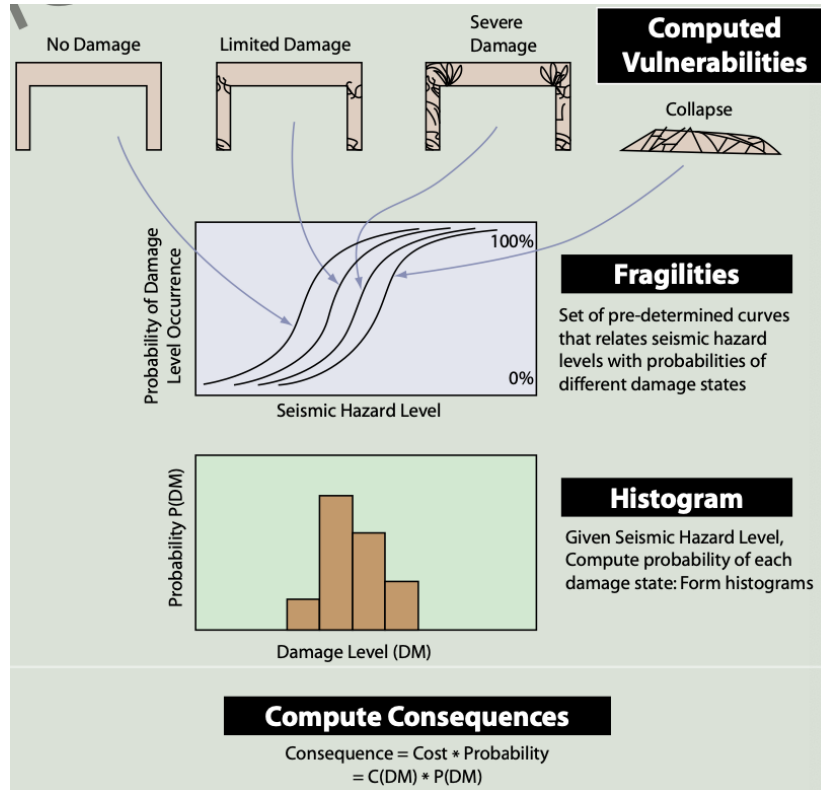 Computed
Vulnerabilities
No Damage
Limited Damage
Severe
Damage
Collapse
Probability of Damage
Level Occurrence
100%
0%
Seismic Hazard Level
Fragilities
Set of pre-determined curves
that relates seismic hazard
levels with probabilities of
different damage states
Probability P(DM)
Damage Level (DM)
Histogram
Given Seismic Hazard Level,
Compute probability of each
damage state: Form histograms
Compute Consequences
Consequence = Cost * Probability
= C(DM) * P(DM)